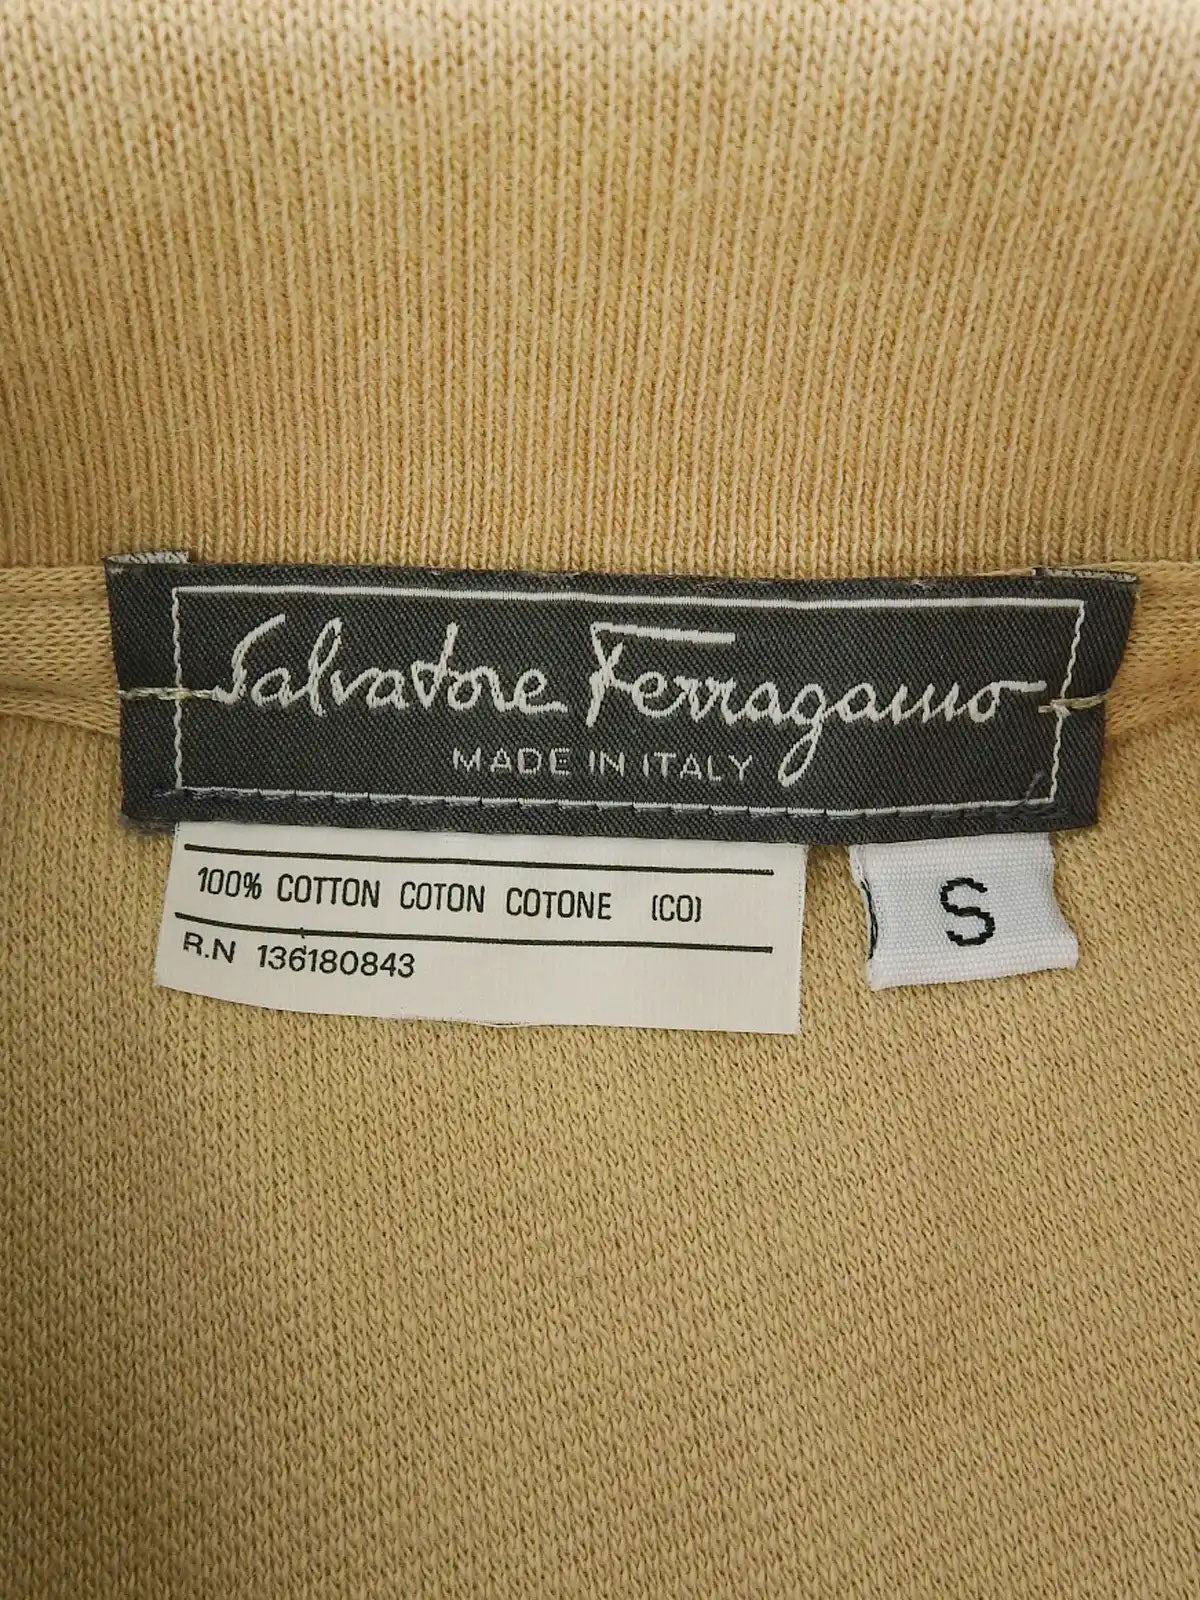 Salvatore Ferragamo
MADE IN ITALY
100% COTTON COTON COTONE (CO)
R.N 136180843
S